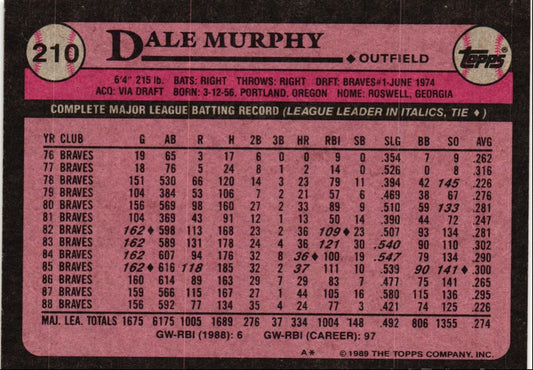 210 DALE MURPHY ◆ OUTFIELD Topps
6'4" 215 lb. BATS: RIGHT THROWS: RIGHT DRFT: BRAVES#1-JUNE 1974
ACQ: VIA DRAFT BORN: 3-12-56, PORTLAND, OREGON HOME: ROSWELL, GEORGIA
COMPLETE MAJOR LEAGUE BATTING RECORD (LEAGUE LEADER IN ITALICS, TIE ◆)
YR CLUB G AB R H 2B 3B HR RBI SB SLG BB SO AVG
76 BRAVES 19 65 3 17 6 0 0 9 0 .354 7 9 .262
77 BRAVES 18 76 5 24 8 1 2 14 0 .526 0 8 .316
78 BRAVES 151 530 66 120 14 3 23 79 11 .394 42 145 .226
79 BRAVES 104 384 53 106 7 2 21 57 6 .469 38 67 .276
80 BRAVES 156 569 98 160 27 2 33 89 9 .510 59 133 .281
81 BRAVES 104 369 43 91 12 1 13 50 14 .390 44 72 .247
82 BRAVES 162 ◆ 598 113 168 23 2 36 109 ◆ 23 .507 93 134 .281
83 BRAVES 162 589 131 178 24 4 36 121 30 .540 90 110 .302
84 BRAVES 162 607 94 176 32 8 36 ◆ 100 19 .547 79 134 .290
85 BRAVES 162 ◆ 616 118 185 32 2 37 111 10 .539 90 141 ◆ .300
86 BRAVES 160 614 89 163 29 7 29 83 7 .477 75 141 .265
87 BRAVES 159 566 115 167 27 1 44 105 16 .580 115 136 .295
88 BRAVES 156 592 77 134 35 4 24 77 3 .421 74 125 .226
MAJ. LEA. TOTALS 1675 6175 1005 1689 276 37 334 1004 148 .492 806 1355 .274
GW-RBI (1988): 6 GW-RBI (CAREER): 97
A* © 1989 THE TOPPS COMPANY, INC.